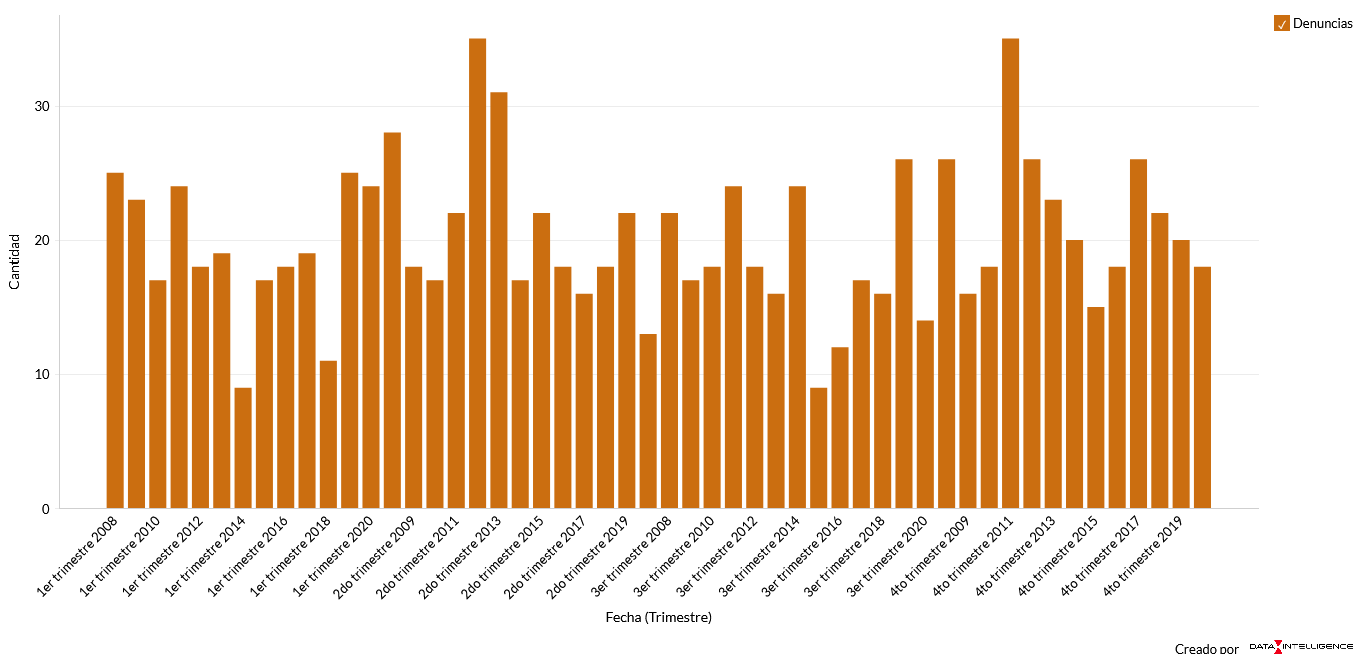 ✓ Denuncias
Cantidad
30
20
10
0
1er trimestre 2008
1er trimestre 2010
1er trimestre 2012
1er trimestre 2014
1er trimestre 2016
1er trimestre 2018
1er trimestre 2020
2do trimestre 2009
2do trimestre 2011
2do trimestre 2013
2do trimestre 2015
2do trimestre 2017
2do trimestre 2019
3er trimestre 2008
3er trimestre 2010
3er trimestre 2012
3er trimestre 2014
3er trimestre 2016
3er trimestre 2018
3er trimestre 2020
4to trimestre 2009
4to trimestre 2011
4to trimestre 2013
4to trimestre 2015
4to trimestre 2017
4to trimestre 2019
Fecha (Trimestre)
Creado por DATA INTELLIGENCE